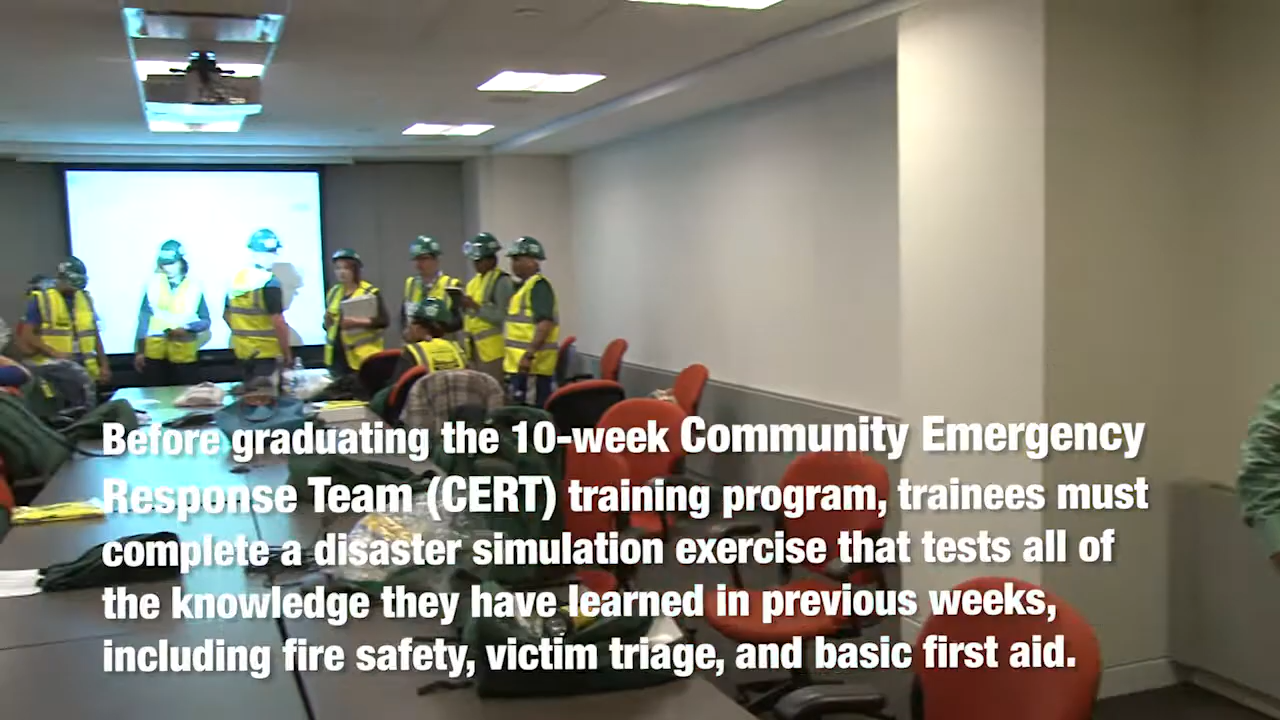 Before graduating the 10-week Community Emergency
Response Team (CERT) training program, trainees must
complete a disaster simulation exercise that tests all of
the knowledge they have learned in previous weeks,
including fire safety, victim triage, and basic first aid.